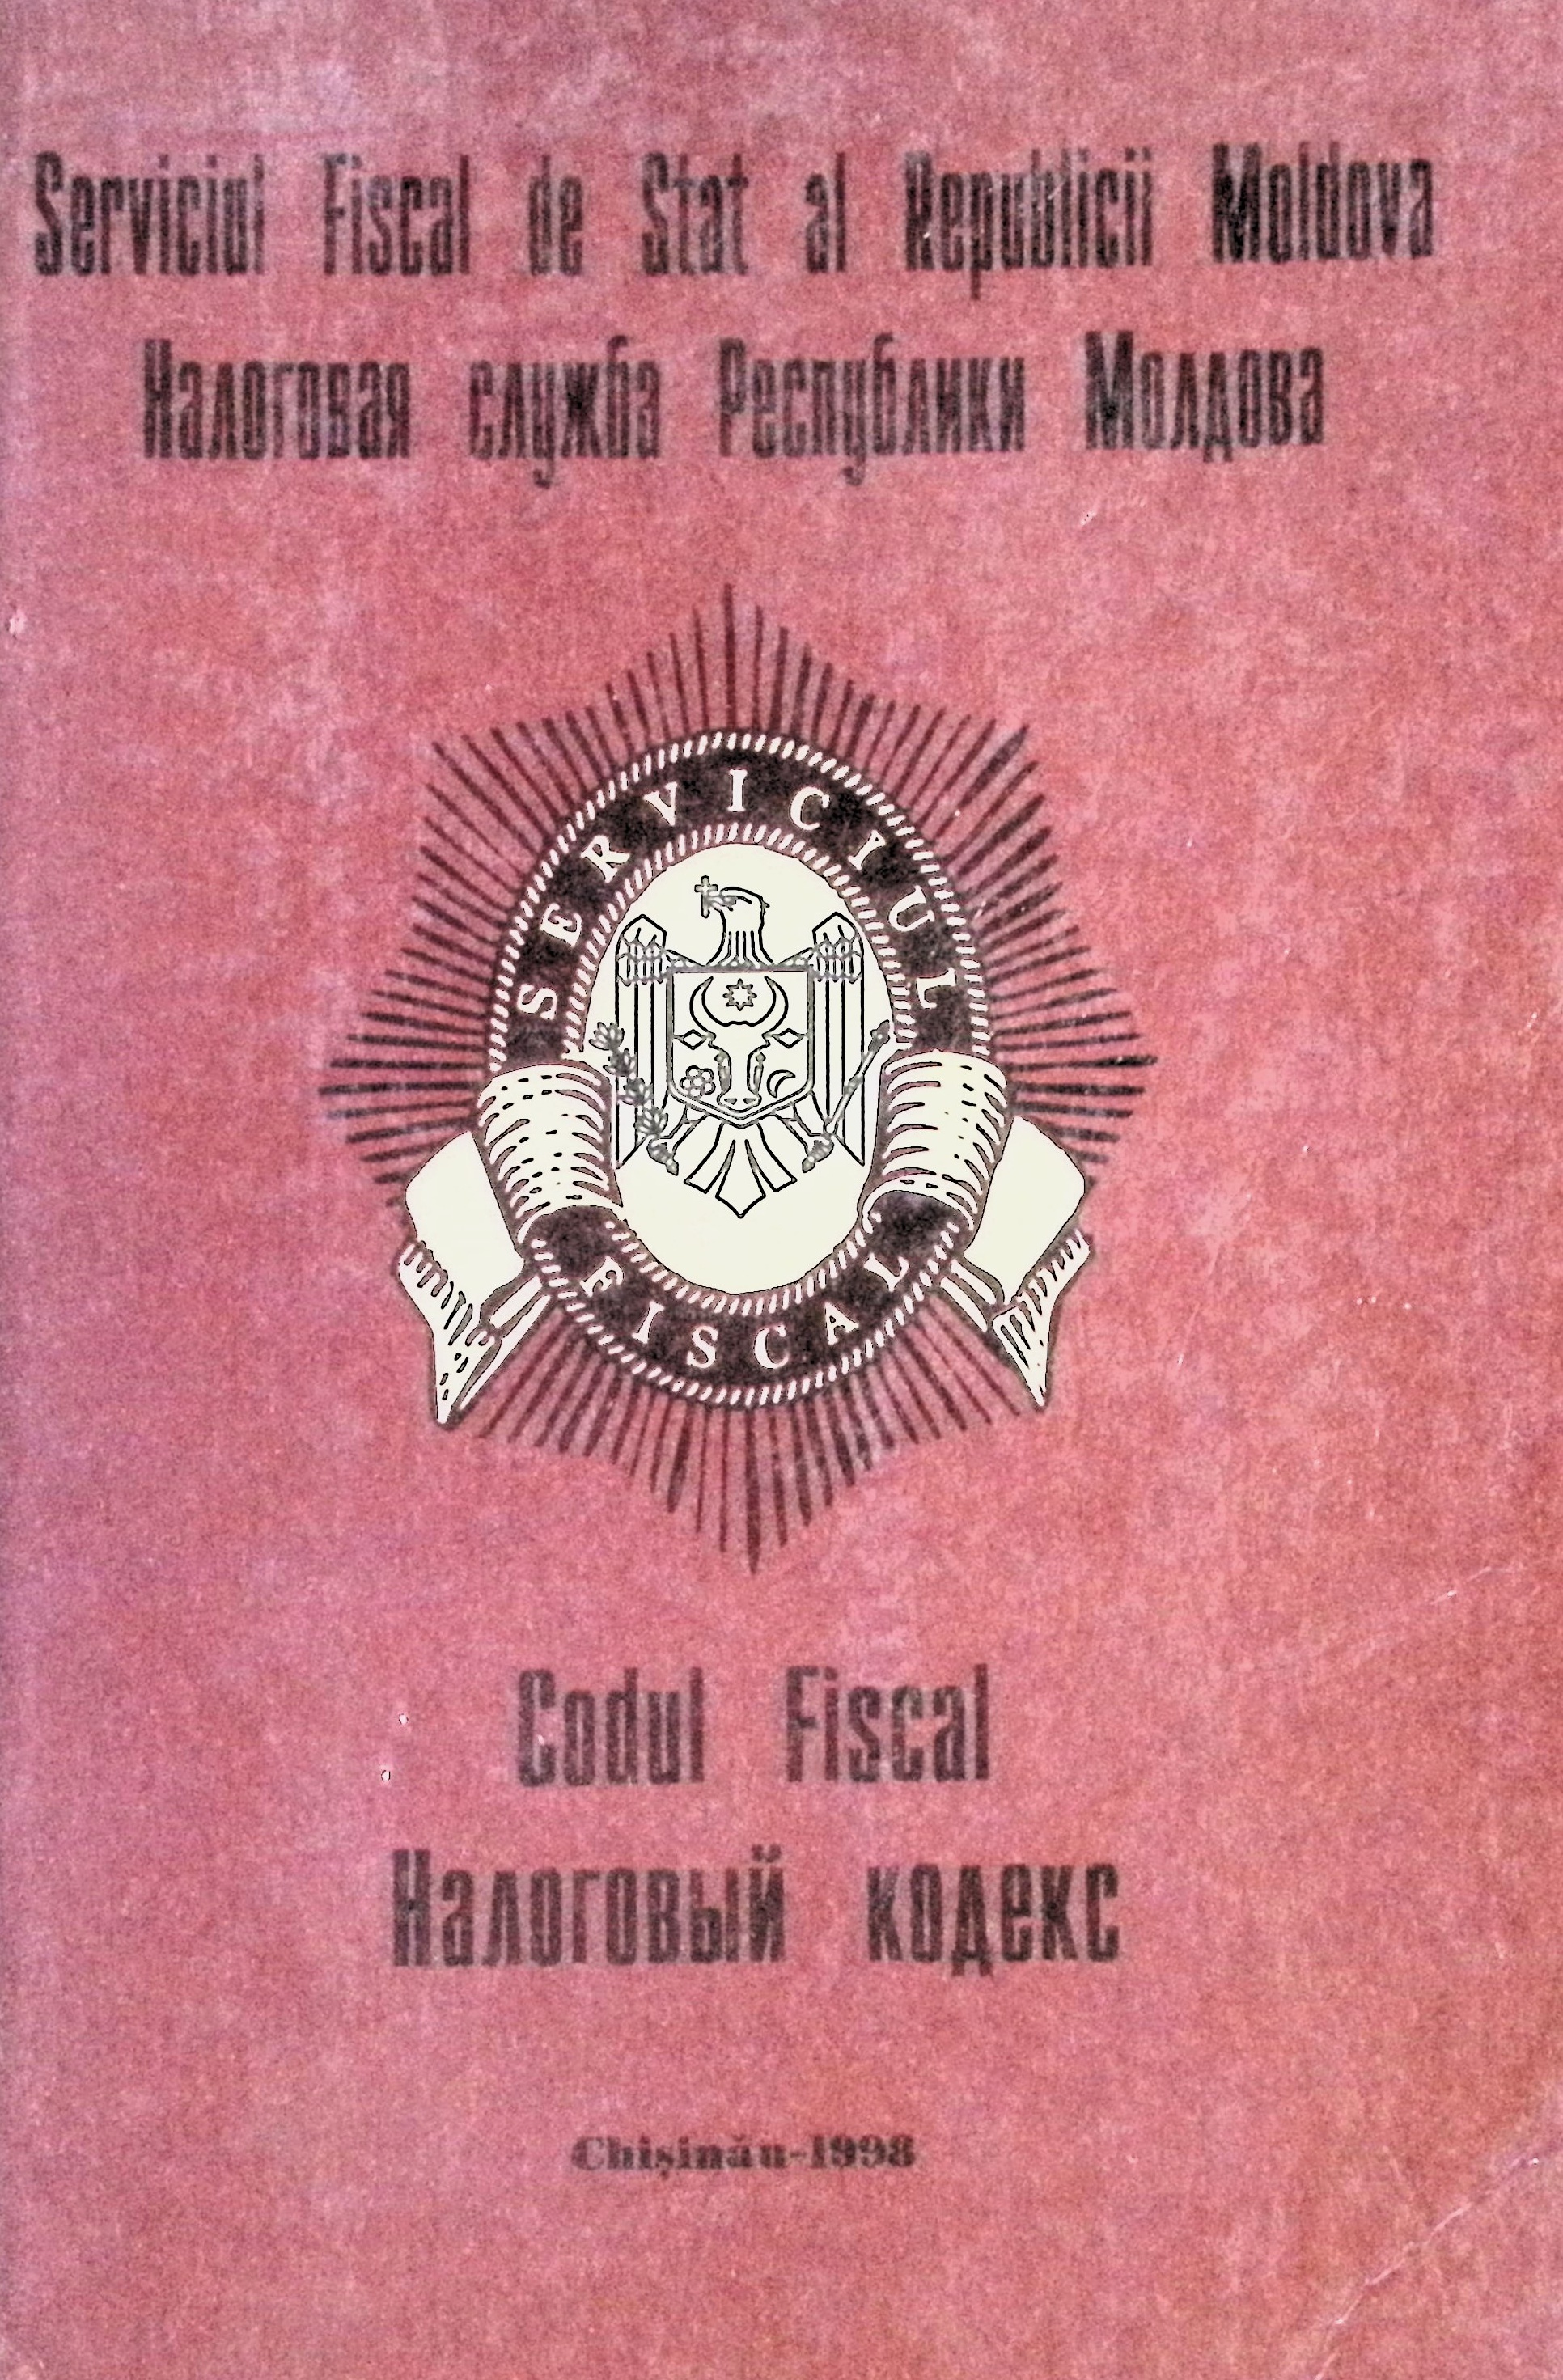 Serviciul Fiscal de Stat al Republicii Moldova
Налоговая служба Республики Молдова
SERVICIUL
FISCAL
Codul Fiscal
Налоговый кодекс
Chişinău-1998